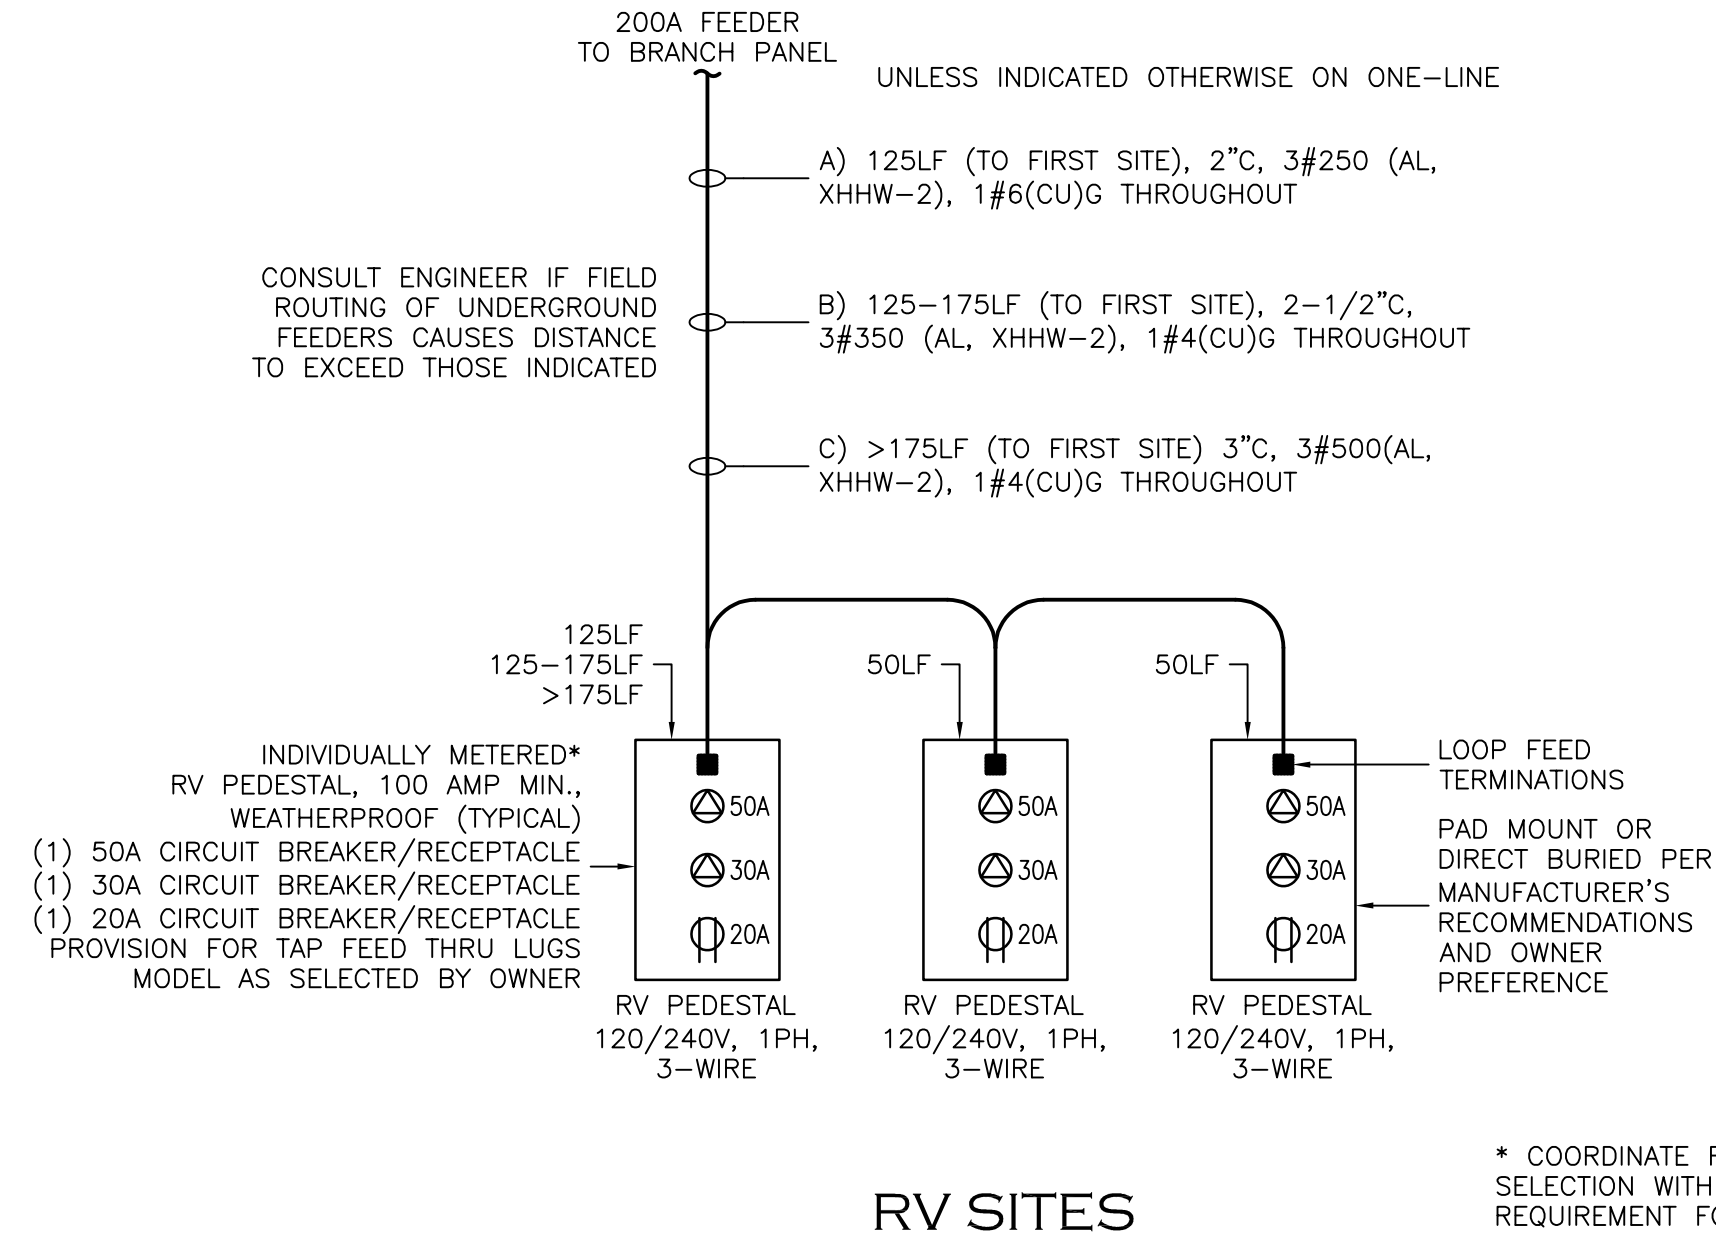 200A FEEDER
TO BRANCH PANEL
UNLESS INDICATED OTHERWISE ON ONE-LINE
A) 125LF (TO FIRST SITE), 2"C, 3#250 (AL,
XHHW-2), 1#6(CU)G THROUGHOUT
CONSULT ENGINEER IF FIELD
ROUTING OF UNDERGROUND
FEEDERS CAUSES DISTANCE
TO EXCEED THOSE INDICATED
B) 125-175LF (TO FIRST SITE), 2-1/2"C,
3#350 (AL, XHHW-2), 1#4(CU)G THROUGHOUT
C) >175LF (TO FIRST SITE) 3"C, 3#500(AL,
XHHW-2), 1#4(CU)G THROUGHOUT
125LF
125-175LF
>175LF
50LF
50LF
INDIVIDUALLY METERED*
RV PEDESTAL, 100 AMP MIN.,
WEATHERPROOF (TYPICAL)
(1) 50A CIRCUIT BREAKER/RECEPTACLE
(1) 30A CIRCUIT BREAKER/RECEPTACLE
(1) 20A CIRCUIT BREAKER/RECEPTACLE
PROVISION FOR TAP FEED THRU LUGS
MODEL AS SELECTED BY OWNER
50A
30A
20A
50A
30A
20A
50A
30A
20A
LOOP FEED
TERMINATIONS
PAD MOUNT OR
DIRECT BURIED PER
MANUFACTURER'S
RECOMMENDATIONS
AND OWNER
PREFERENCE
RV PEDESTAL
120/240V, 1PH,
3-WIRE
RV PEDESTAL
120/240V, 1PH,
3-WIRE
RV PEDESTAL
120/240V, 1PH,
3-WIRE
* COORDINATE
SELECTION WITH
REQUIREMENT
RV SITES